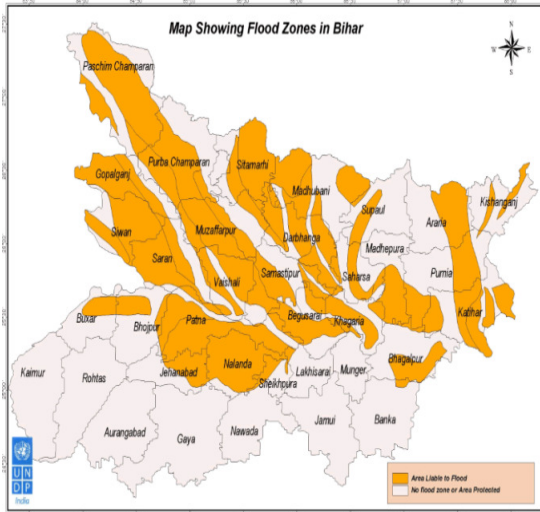 Map Showing Flood Zones in Bihar
N
W
E
S
Paschim Champaran
Purba Champaran
Sitamarhi
Gopalganj
Madhubani
Kishanganj
Supaul
Araria
Siwan
Muzaffarpur
Darbhanga
Madhepura
Saran
Vaishali
Samastipur
Saharsa
Purnia
Buxar
Bhojpur
Patna
Begusarai
Khagaria
Katihar
Kaimur
Rohtas
Jehanabad
Nalanda
Sheikhpura
Lakhisarai
Munger
Bhagalpur
Aurangabad
Gaya
Nawada
Jamui
Banka
U N
D P
India
Area Liable to Flood
No flood zone or Area Protected